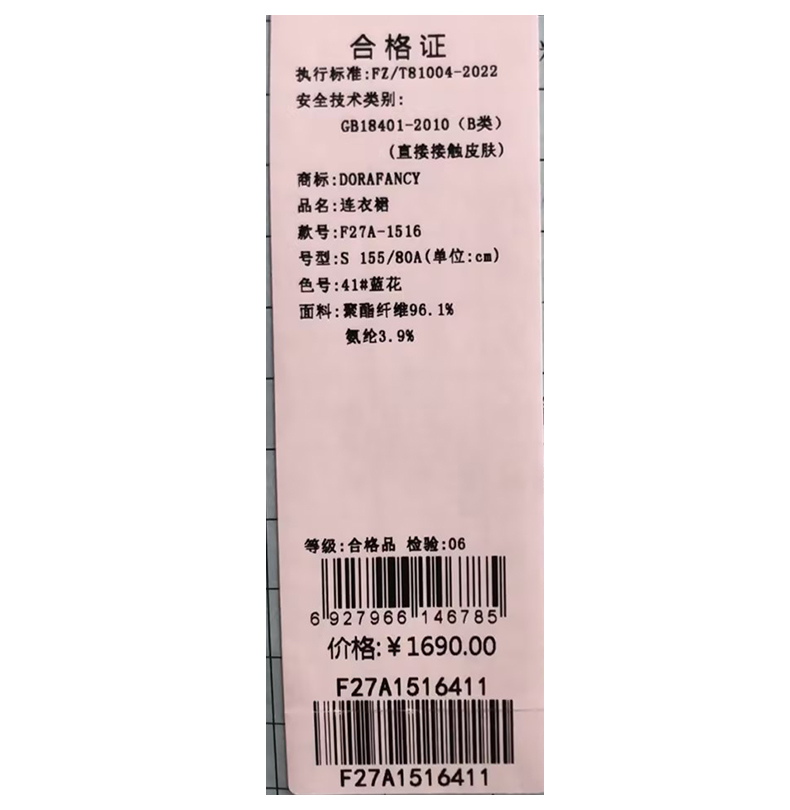 合格证
执行标准:FZ/T81004-2022
安全技术类别:
GB18401-2010（B类）
(直接接触皮肤)
商标:DORAFANCY
品名:连衣裙
款号:F27A-1516
号型:S 155/80A(单位:cm)
色号:41#蓝花
面料:聚酯纤维96.1%
氨纶3.9%
等级:合格品 检验:06
6 927966 146785
价格:¥1690.00
F27A1516411
F27A1516411